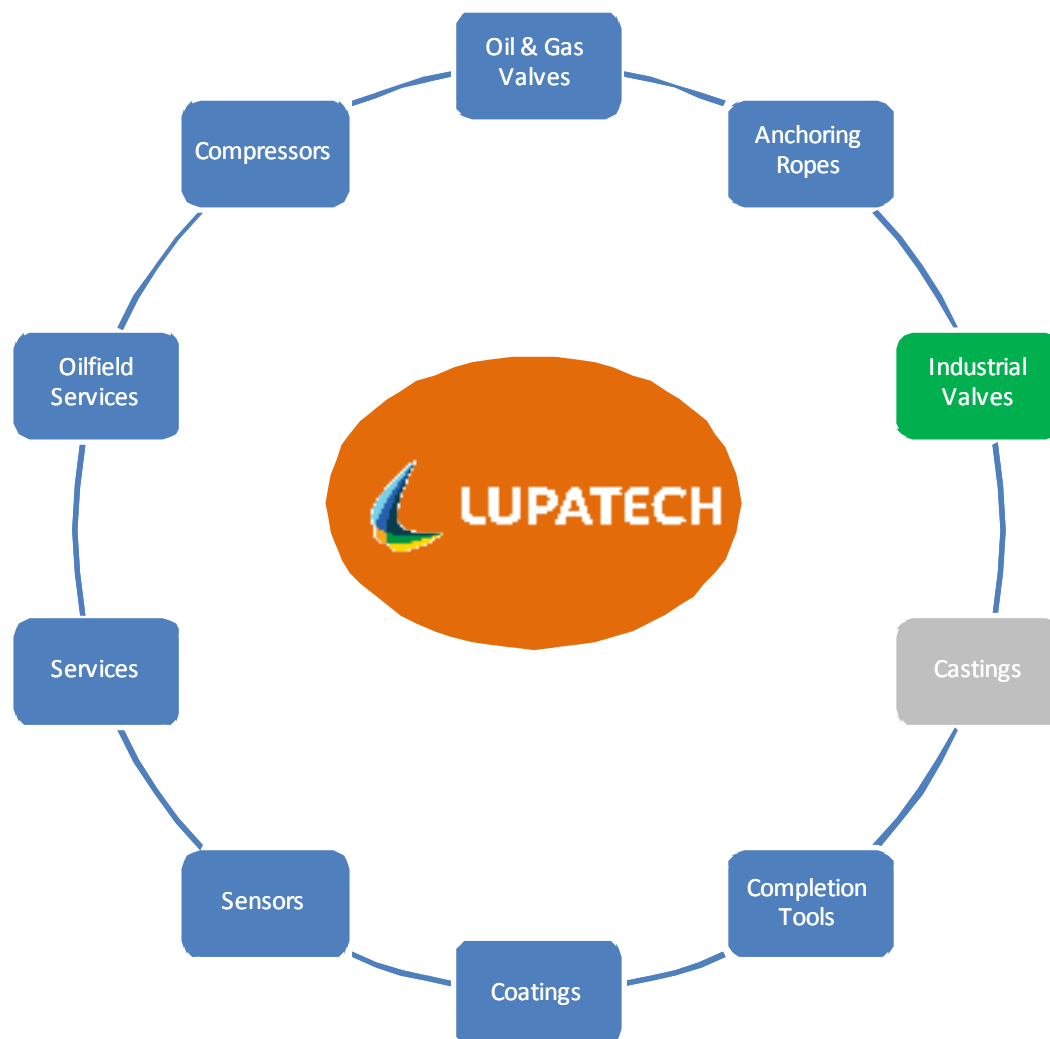 Oil & Gas
Valves
Compressors
Anchoring
Ropes
Oilfield
Services
Industrial
Valves
LUPATECH
Services
Castings
Sensors
Completion
Tools
Coatings